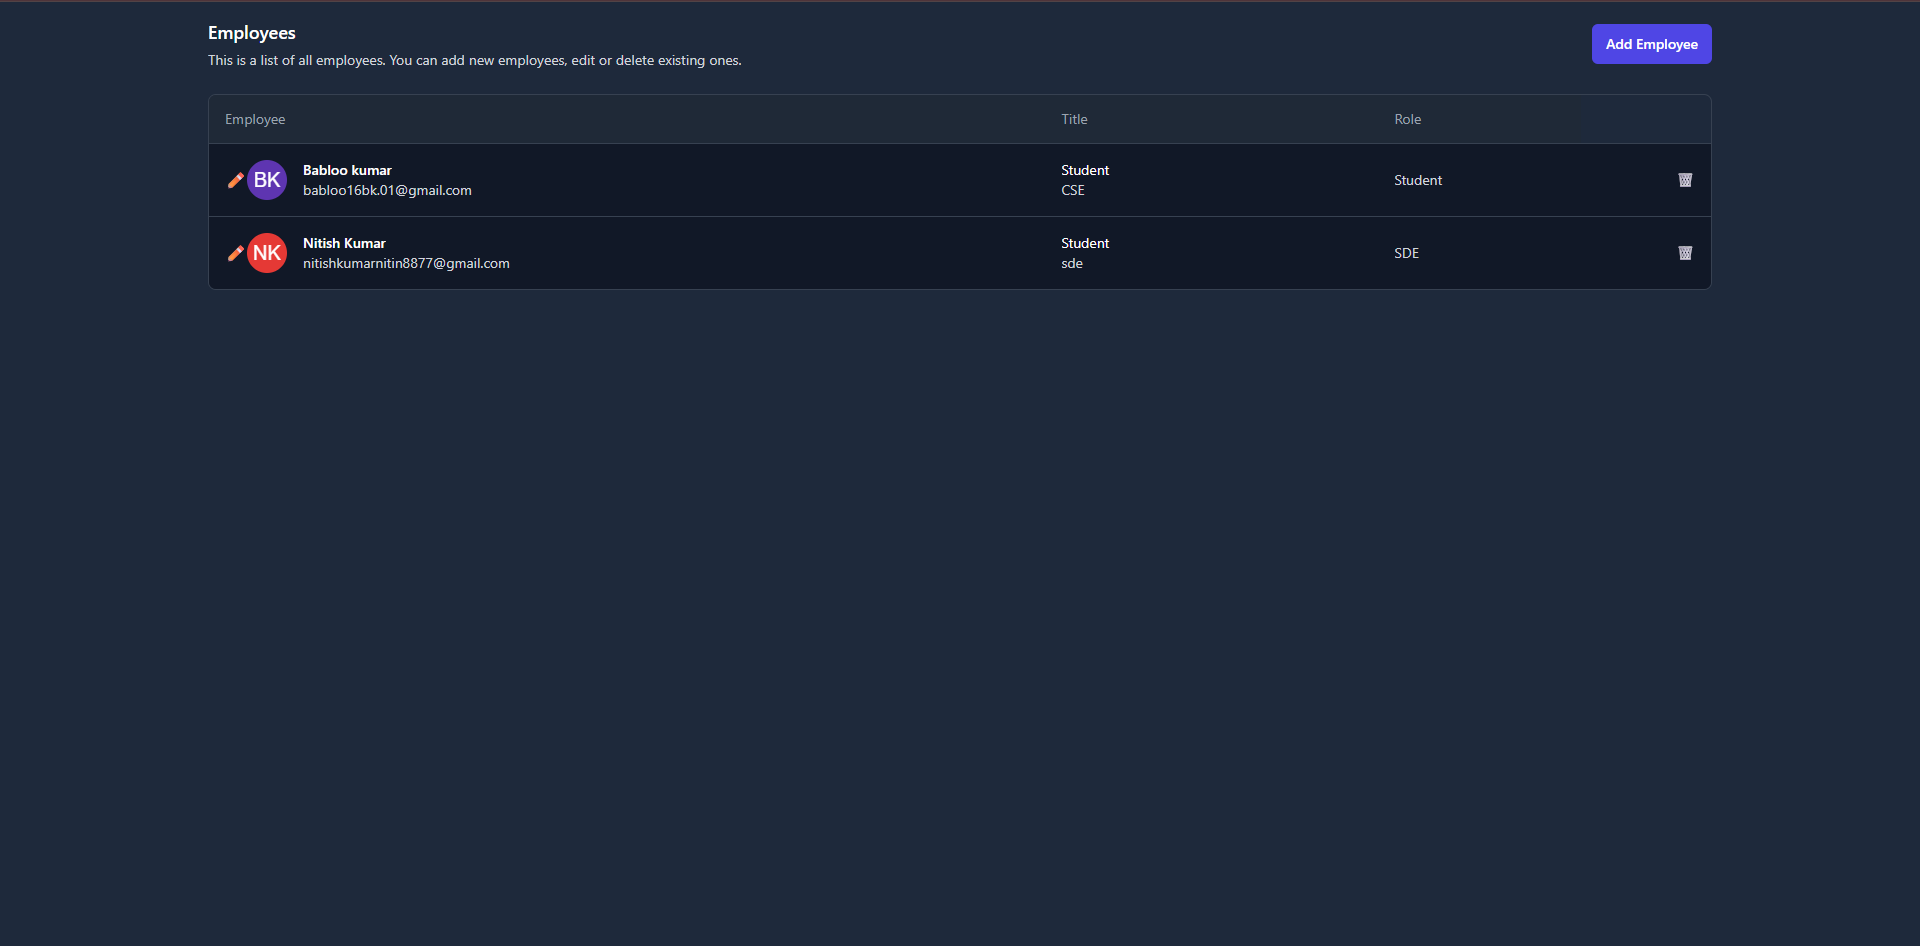 Employees
This is a list of all employees. You can add new employees, edit or delete existing ones.
Add Employee
Employee Title Role
BK Babloo kumar Student
babloo16bk.01@gmail.com CSE Student
NK Nitish Kumar Student
nitishkumarnitin8877@gmail.com sde SDE